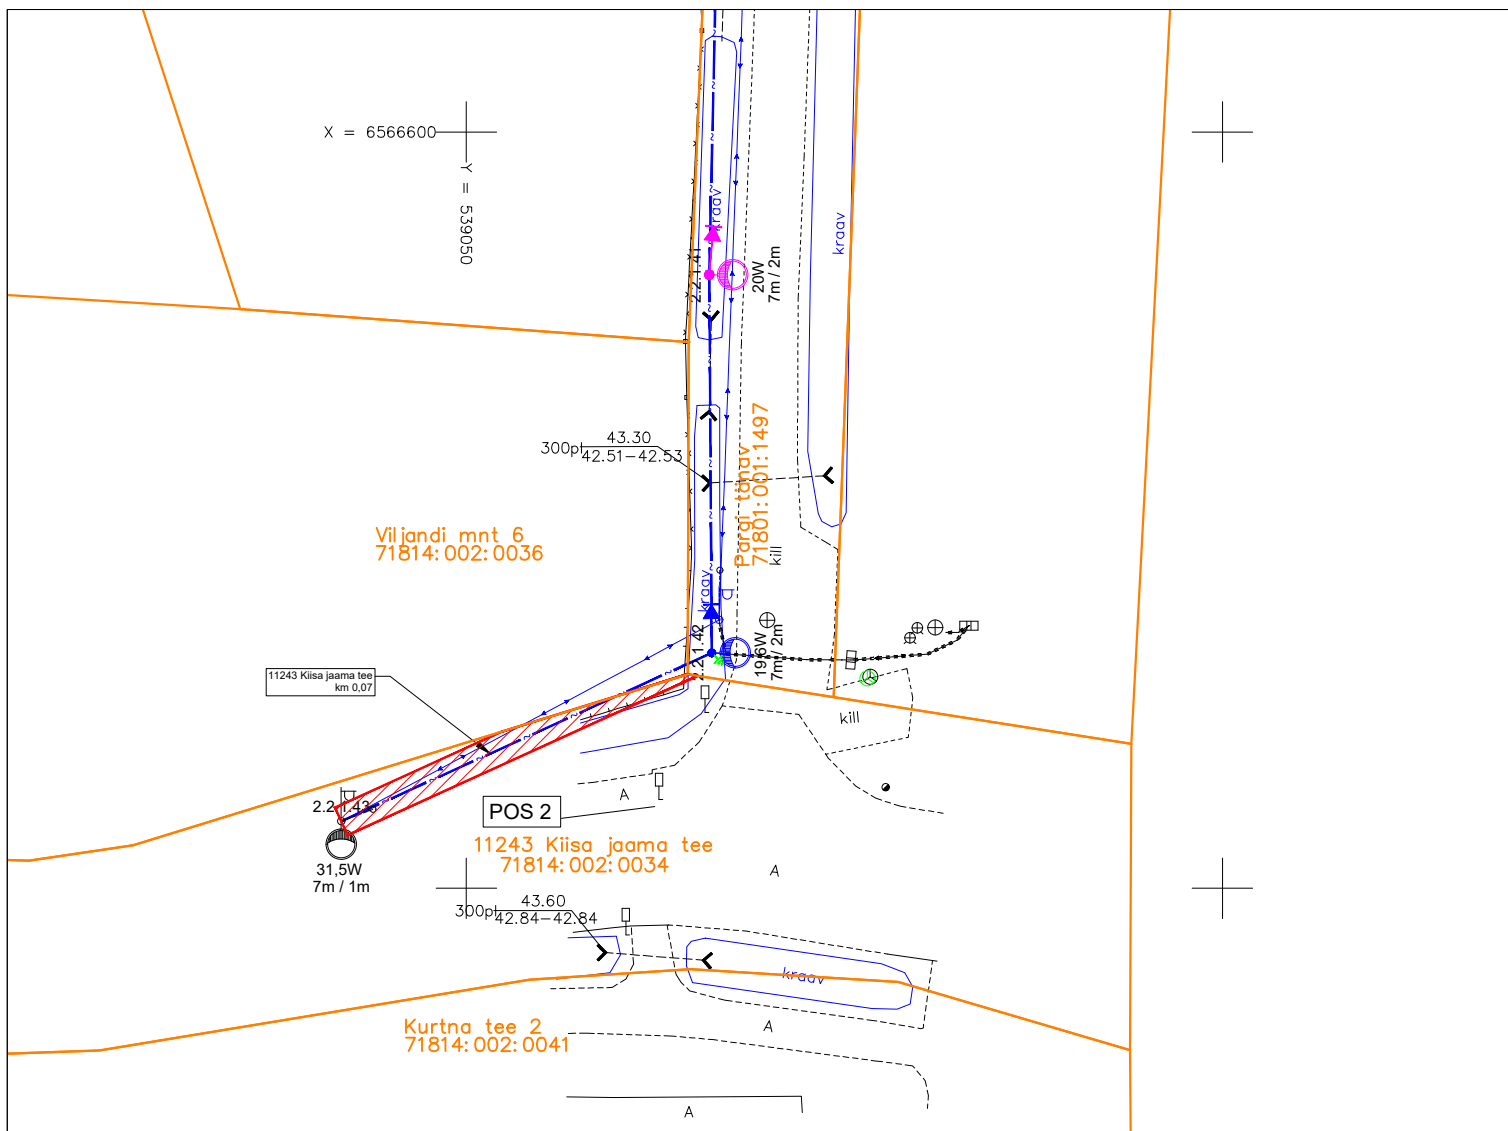 X = 6566600
Y = 539050
kraav
kraav
2.2.1.41
20W
7m / 2m
43.30
300pl
42.51-42.53
Pargi tänav
71801:001:1497
kill
Viljandi mnt 6
71814:002:0036
kraav
2.2.1.42
19,6W
7m / 2m
11243 Kiisa jaama tee
km 0,07
kill
2.2.1.43
A
POS 2
11243 Kiisa jaama tee
71814:002:0034
31,5W
7m / 1m
A
43.60
300pl
42.84-42.84
kraav
Kurtna tee 2
71814:002:0041
A
A